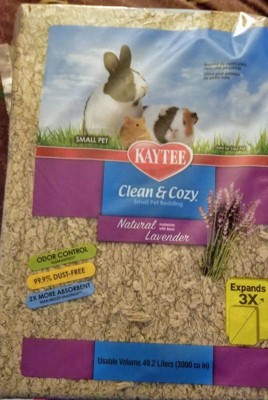 SMALL PET
KAYTEE
Clean & Cozy
Small Pet Bedding
Natural
Lavender
ODOR CONTROL
99.9% DUST-FREE
2X MORE ABSORBENT
Expands
3X
Usable Volume 49.2 Liters (3000 cu in)